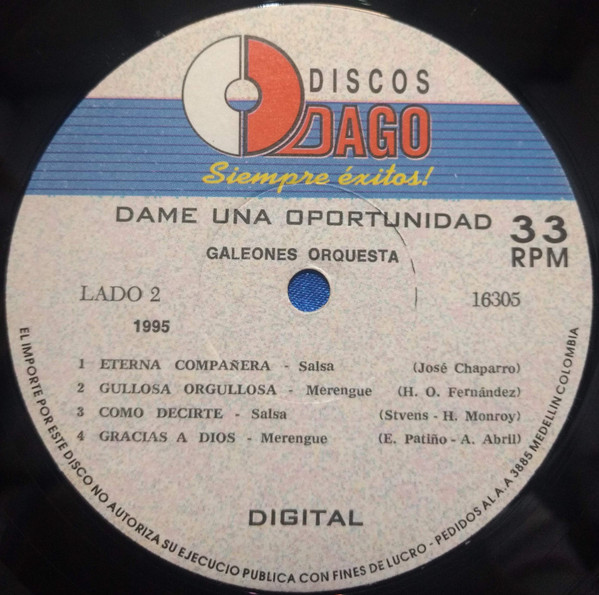 DISCOS
DAGO
Siempre éxitos!
DAME UNA OPORTUNIDAD
33
RPM
GALEONES ORQUESTA
LADO 2
16305
1995
1 ETERNA COMPAÑERA - Salsa (José Chaparro)
2 GULLOSA ORGULLOSA - Merengue (H. O. Fernández)
3 COMO DECIRTE - Salsa (Stvens - H. Monroy)
4 GRACIAS A DIOS - Merengue (E. Patiño - A. Abril)
DIGITAL
EL IMPORTE POR ESTE DISCO NO AUTORIZA SU EJECUCIO PUBLICA CON FINES DE LUCRO - PEDIDOS AL A.A 3885 MEDELLIN COLOMBIA